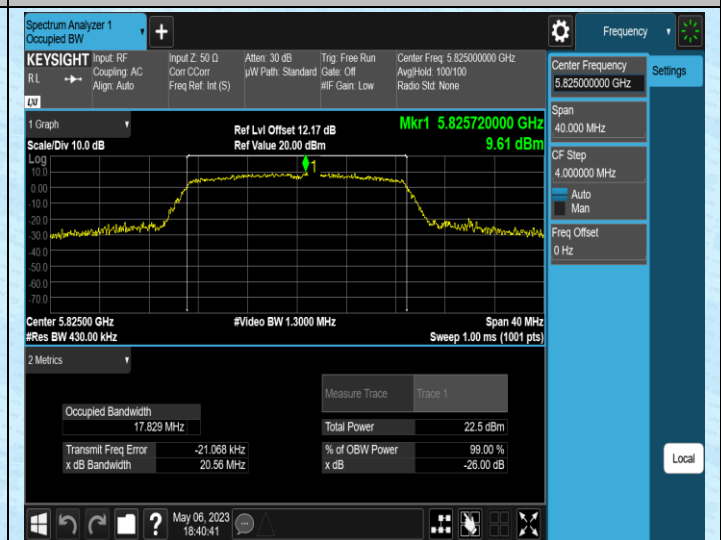 Spectrum Analyzer 1
Occupied BW
Frequency
KEYSIGHT
R L
LXI
Input: RF
Coupling: AC
Align: Auto
Input Z: 50 Ω
Corr CCorr
Freq Ref: Int (S)
Atten: 30 dB
µW Path: Standard
Trig: Free Run
Gate: Off
#IF Gain: Low
Center Freq: 5.825000000 GHz
Avg|Hold: 100/100
Radio Std: None
Center Frequency
5.825000000 GHz
Settings
Span
40.000 MHz
CF Step
4.000000 MHz
Auto
Man
Freq Offset
0 Hz
1 Graph
Scale/Div 10.0 dB
Ref Lvl Offset 12.17 dB
Ref Value 20.00 dBm
Mkr1 5.825720000 GHz
9.61 dBm
Log
10.0
0.00
-10.0
-20.0
-30.0
-40.0
-50.0
-60.0
-70.0
1
Center 5.82500 GHz
#Res BW 430.00 kHz
#Video BW 1.3000 MHz
Span 40 MHz
Sweep 1.00 ms (1001 pts)
2 Metrics
Measure Trace
Trace 1
Occupied Bandwidth
17.829 MHz
Total Power
22.5 dBm
Transmit Freq Error
-21.068 kHz
% of OBW Power
99.00 %
x dB Bandwidth
20.56 MHz
x dB
-26.00 dB
Local
?
May 06, 2023
18:40:41